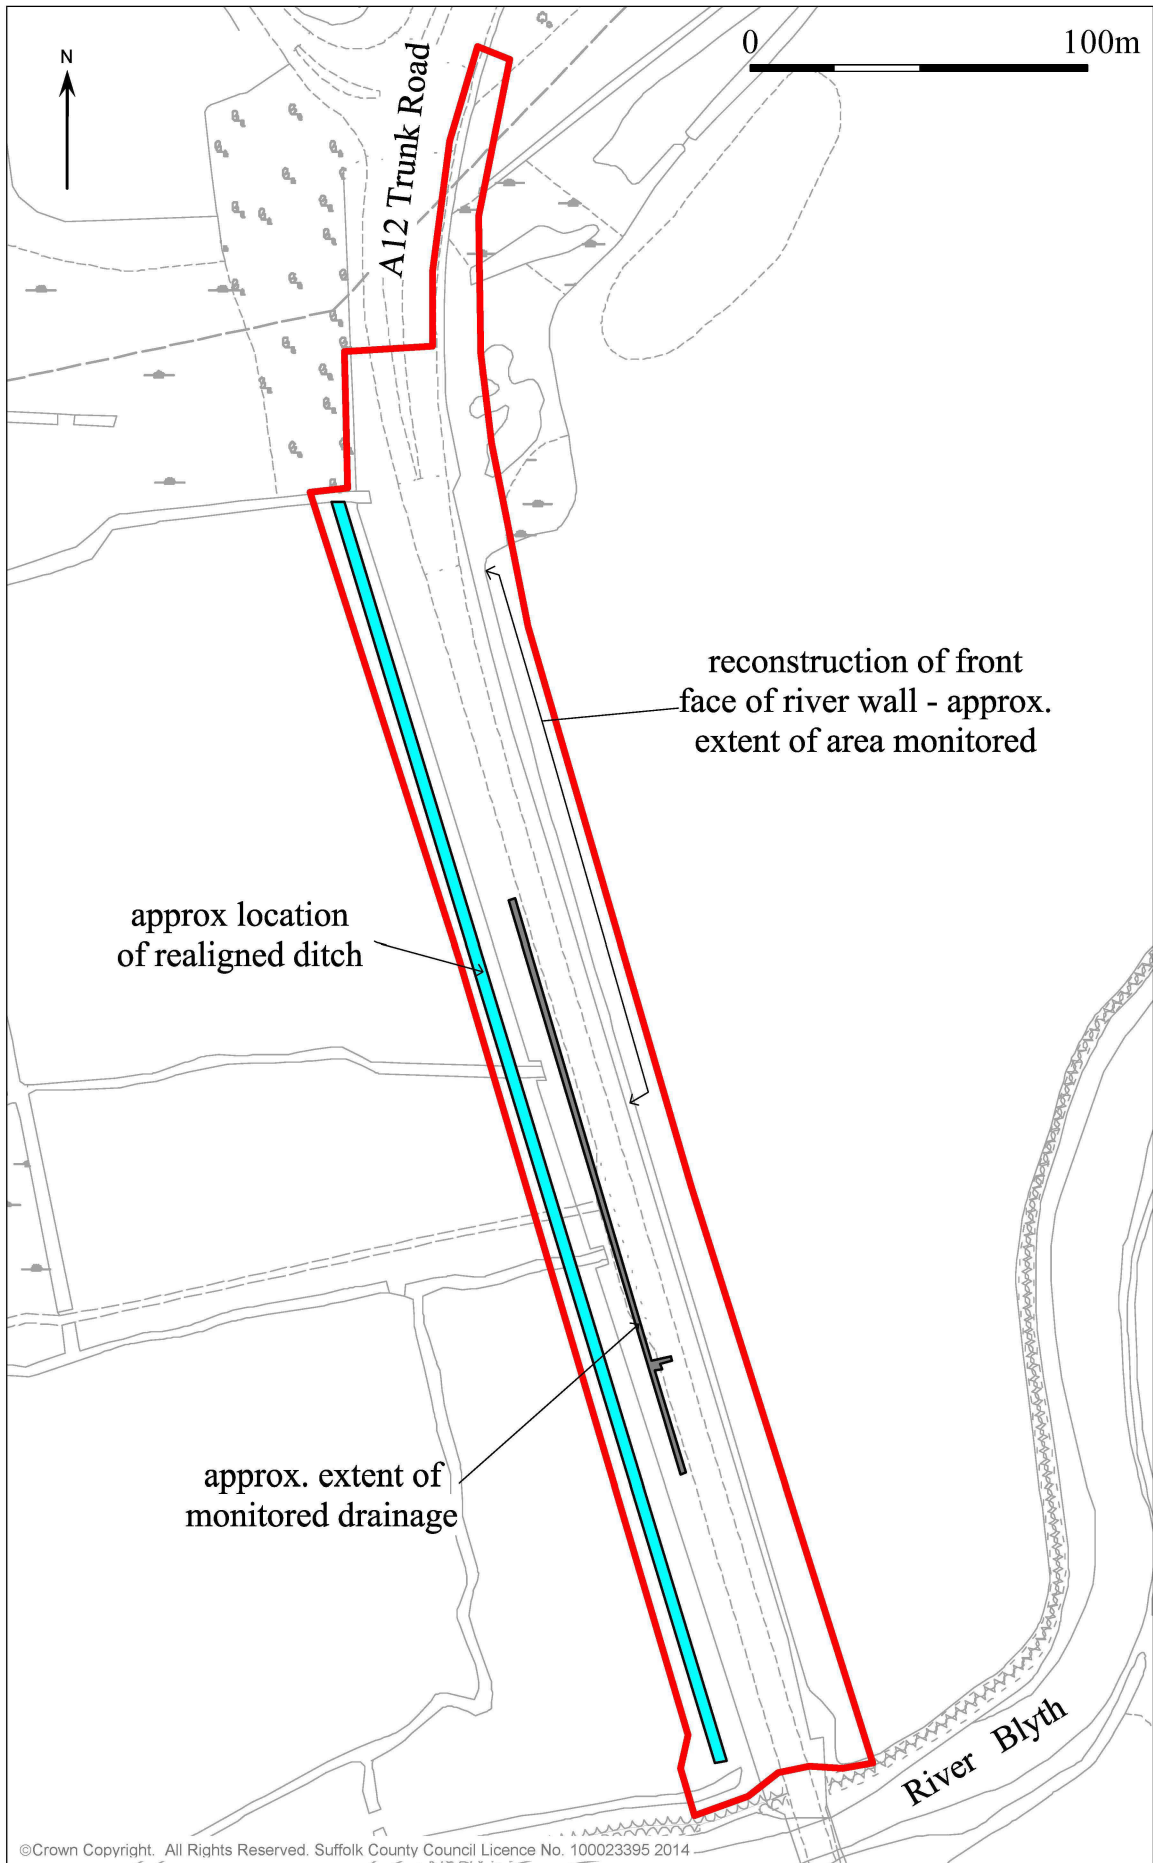 0 100m
N
A12 Trunk Road
reconstruction of front
face of river wall - approx.
extent of area monitored
approx location
of realigned ditch
approx. extent of
monitored drainage
River Blyth
©Crown Copyright. All Rights Reserved. Suffolk County Council Licence No. 100023395 2014